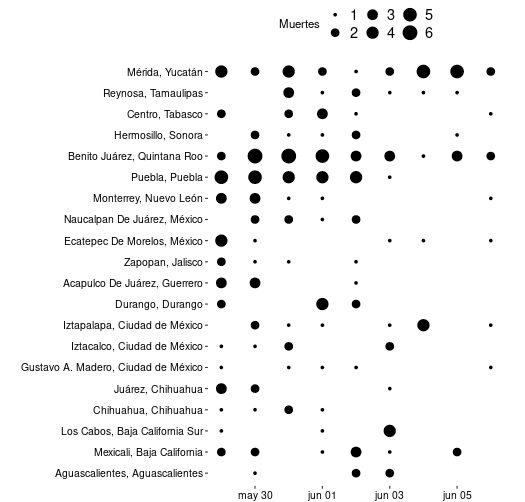 Muertes
1 3 5
2 4 6
Mérida, Yucatán
Reynosa, Tamaulipas
Centro, Tabasco
Hermosillo, Sonora
Benito Juárez, Quintana Roo
Puebla, Puebla
Monterrey, Nuevo León
Naucalpan De Juárez, México
Ecatepec De Morelos, México
Zapopan, Jalisco
Acapulco De Juárez, Guerrero
Durango, Durango
Iztapalapa, Ciudad de México
Iztacalco, Ciudad de México
Gustavo A. Madero, Ciudad de México
Juárez, Chihuahua
Chihuahua, Chihuahua
Los Cabos, Baja California Sur
Mexicali, Baja California
Aguascalientes, Aguascalientes
may 30 jun 01 jun 03 jun 05